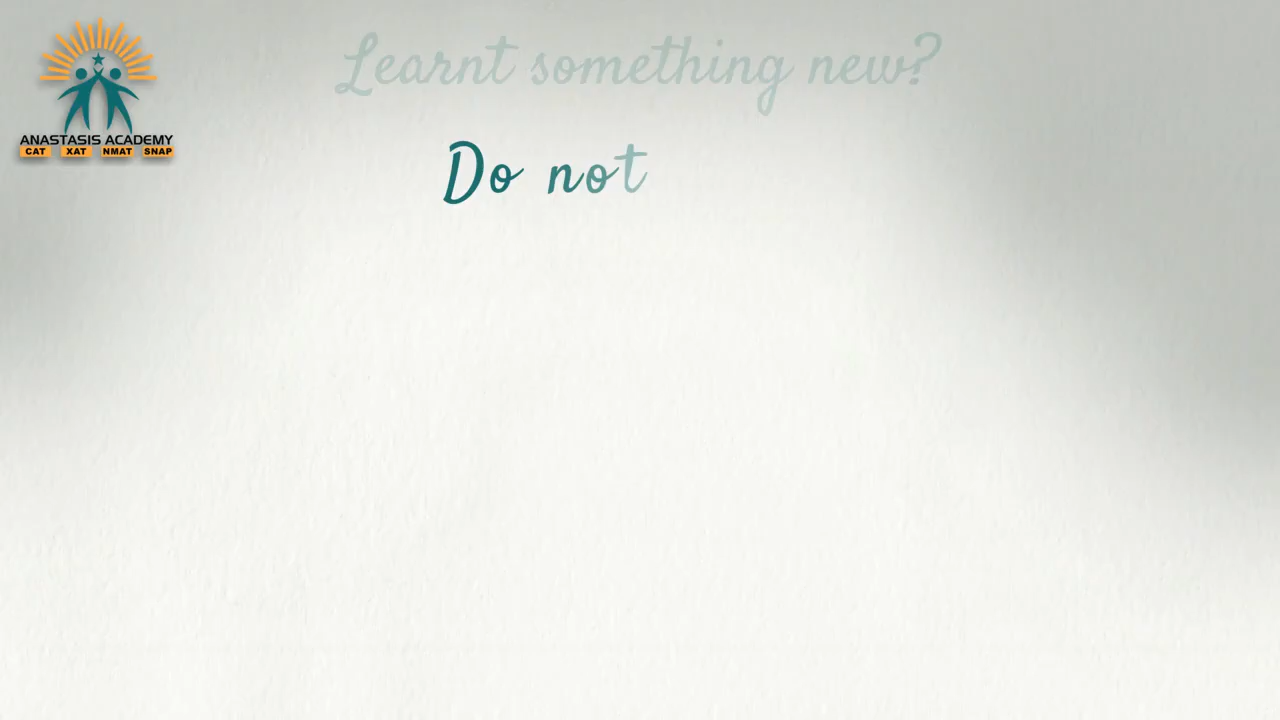 Learnt something new?
Do not
ANASTASIS ACADEMY
CAT XAT NMAT SNAP